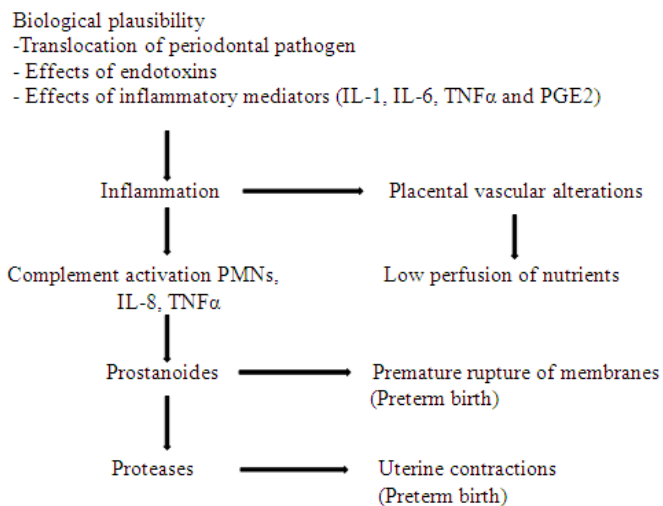 Biological plausibility
-Translocation of periodontal pathogen
- Effects of endotoxins
- Effects of inflammatory mediators (IL-1, IL-6, TNFα and PGE2)
Inflammation
Placental vascular alterations
Complement activation PMNs,
IL-8, TNFα
Low perfusion of nutrients
Prostanoides
Premature rupture of membranes
(Preterm birth)
Proteases
Uterine contractions
(Preterm birth)